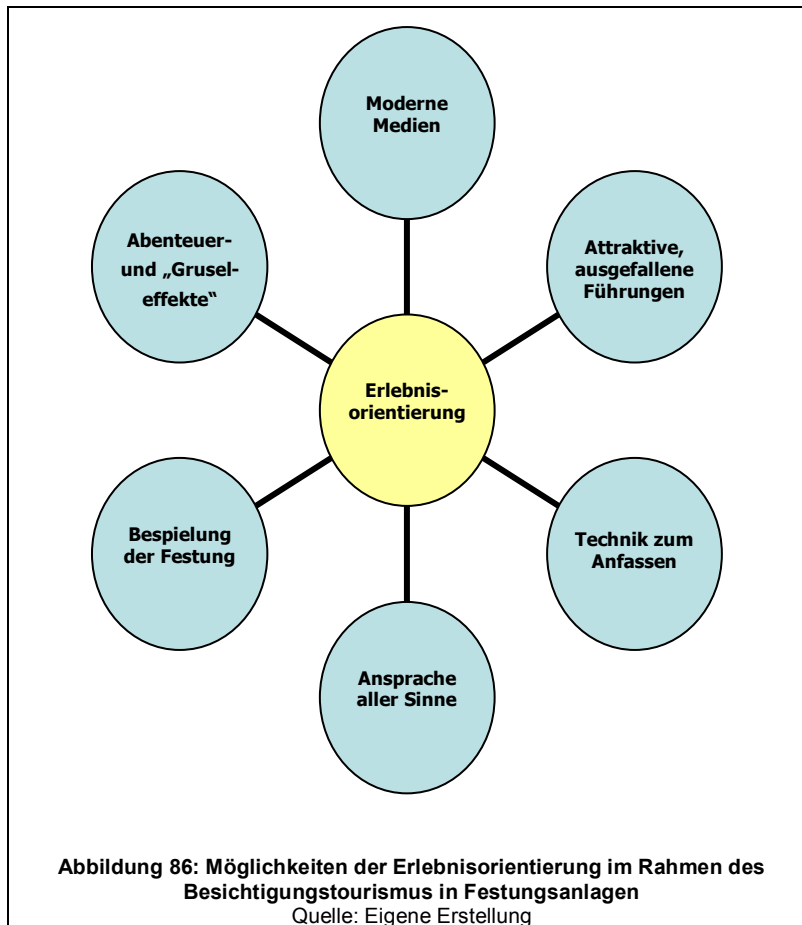 Moderne
Medien
Abenteuer-
und „Grusel-
effekte“
Attraktive,
ausgefallene
Führungen
Erlebnis-
orientierung
Bespielung
der Festung
Technik zum
Anfassen
Ansprache
aller Sinne
Abbildung 86: Möglichkeiten der Erlebnisorientierung im Rahmen des
Besichtigungstourismus in Festungsanlagen
Quelle: Eigene Erstellung